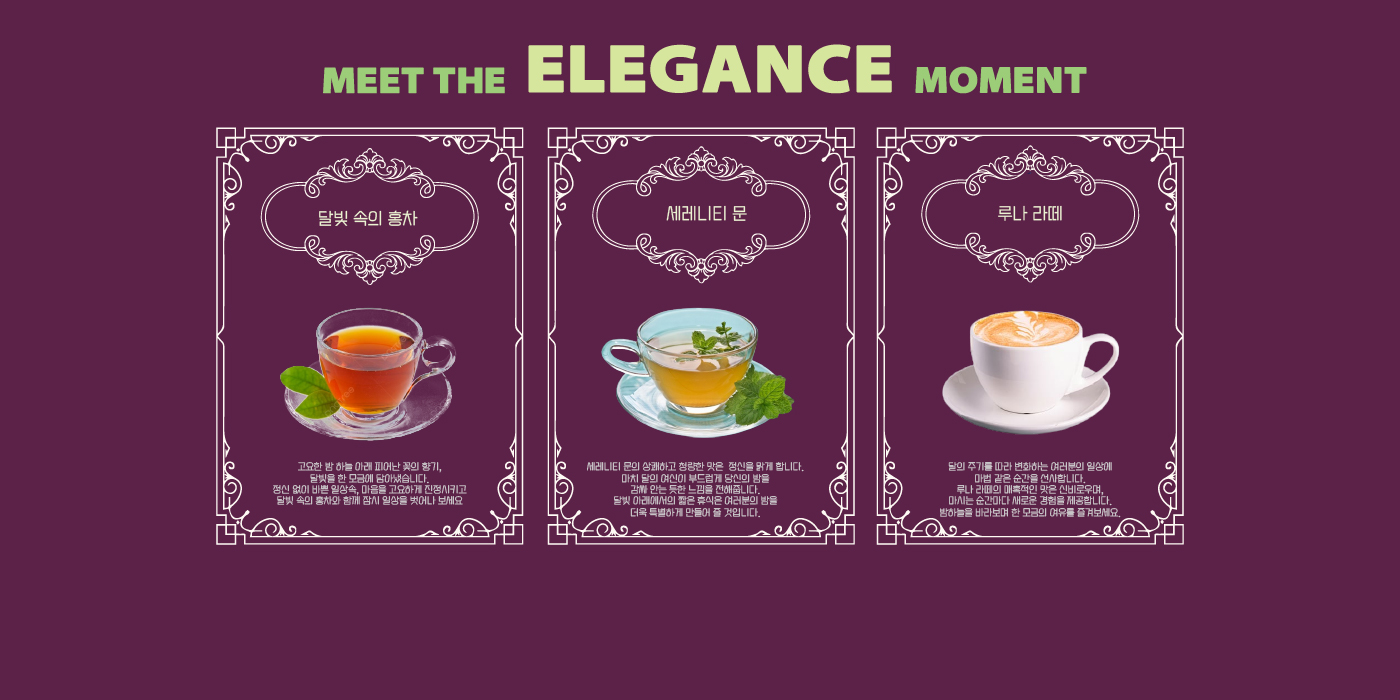 MEET THE ELEGANCE MOMENT
달빛 속의 홍차
고요한 밤 하늘 아래 피어난 꽃의 향기,
달빛을 한 모금에 담아냈습니다.
정신 없이 바쁜 일상속, 마음을 고요하게 진정시키고
달빛 속의 홍차와 함께 잠시 일상을 벗어나 보세요
세레니티 문
세레니티 문의 상쾌하고 청량한 맛은 정신을 맑게 합니다.
마치 달의 여신이 부드럽게 당신의 밤을
감싸 안는 듯한 느낌을 전해줍니다.
달빛 아래에서의 짧은 휴식은 여러분의 밤을
더욱 특별하게 만들어 줄 것입니다.
루나 라떼
달의 주기를 따라 변화하는 여러분의 일상에
마법 같은 순간을 선사합니다.
루나 라떼의 매혹적인 맛은 신비로우며,
마시는 순간마다 새로운 경험을 제공합니다.
밤하늘을 바라보며 한 모금의 여유를 즐겨보세요.